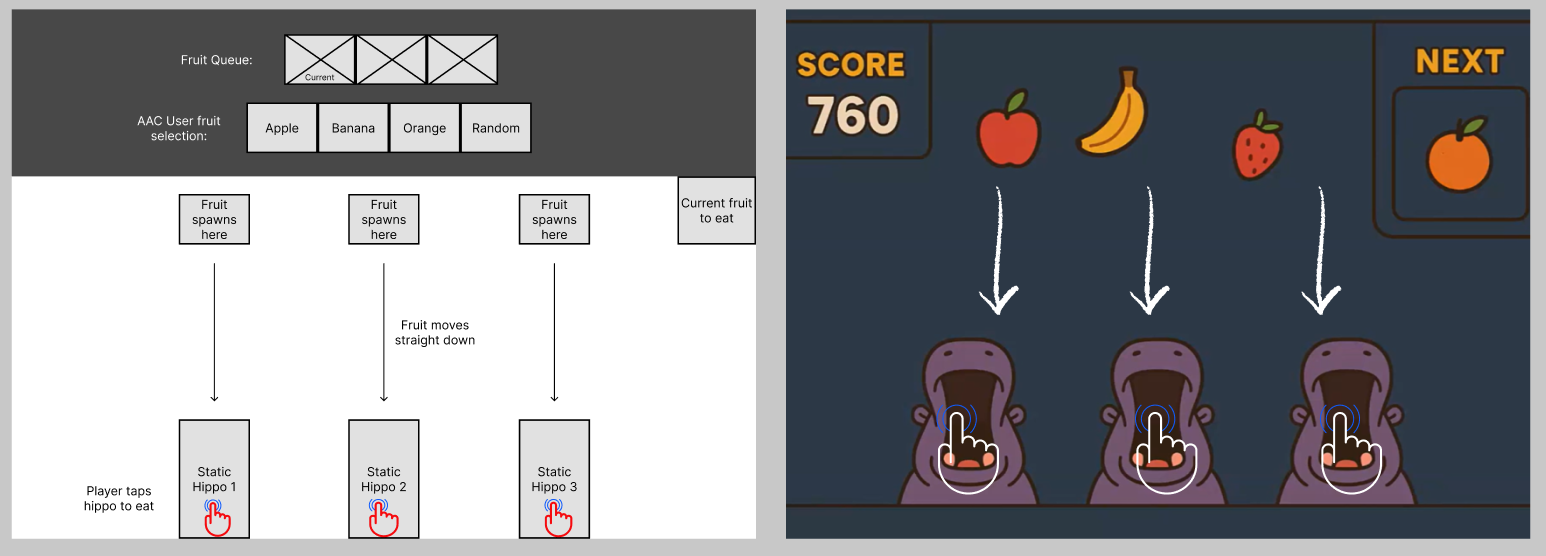 Fruit Queue:
Current
AAC User fruit
selection:
Apple
Banana
Orange
Random
Fruit
spawns
here
Fruit
spawns
here
Fruit
spawns
here
Current fruit
to eat
Fruit moves
straight down
Player taps
hippo to eat
Static
Hippo 1
Static
Hippo 2
Static
Hippo 3
SCORE
760
NEXT